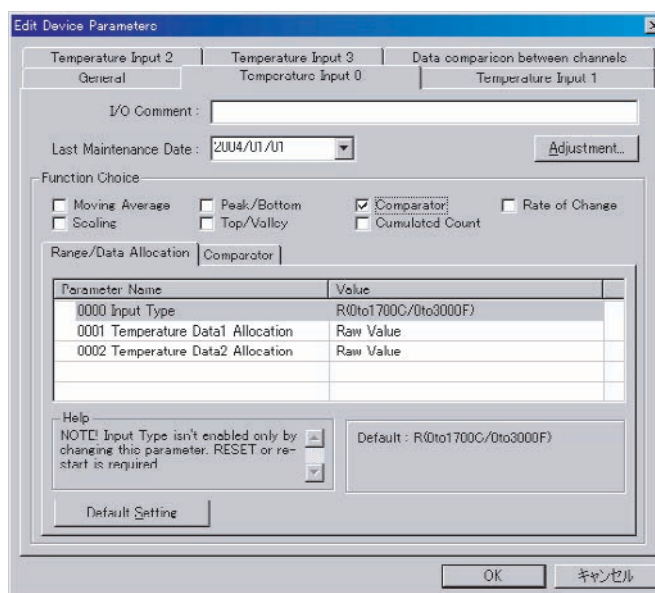 Edit Device Parameters
Temperature Input 2
Temperature Input 3
Data comparison between channels
General
Temperature Input 0
Temperature Input 1
I/O Comment :
Last Maintenance Date :
2004/01/01
Adjustment...
Function Choice
Moving Average
Peak/Bottom
Comparator
Rate of Change
Scaling
Top/Valley
Cumulated Count
Range/Data Allocation
Comparator
Parameter Name
Value
0000 Input Type
R(0to1700C/0to3000F)
0001 Temperature Data1 Allocation
Raw Value
0002 Temperature Data2 Allocation
Raw Value
Help
NOTE! Input Type isn't enabled only by
changing this parameter. RESET or re-
start is required
Default : R(0to1700C/0to3000F)
Default Setting
OK
キャンセル